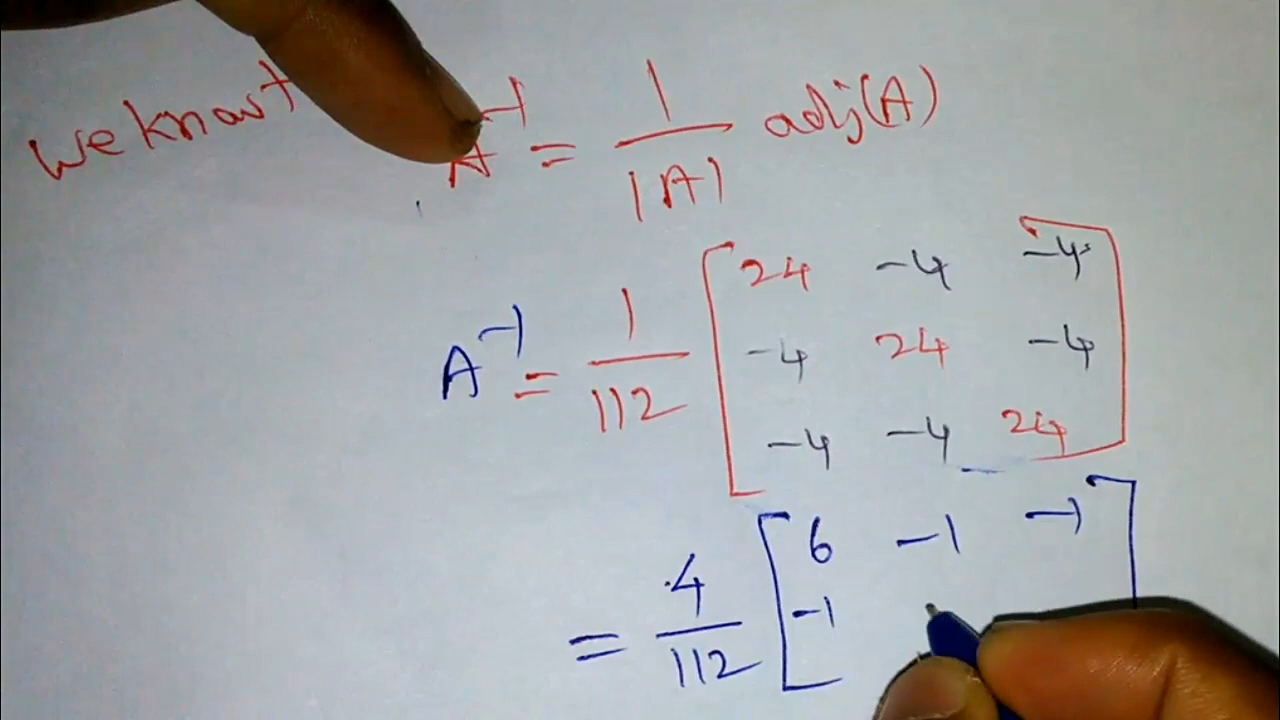 we know t A⁻¹ = 1/|A| adj(A)
A⁻¹ = 1/112 [24 -4 -4
-4 24 -4
-4 -4 24]
= 4/112 [6 -1 -1
-1 ]